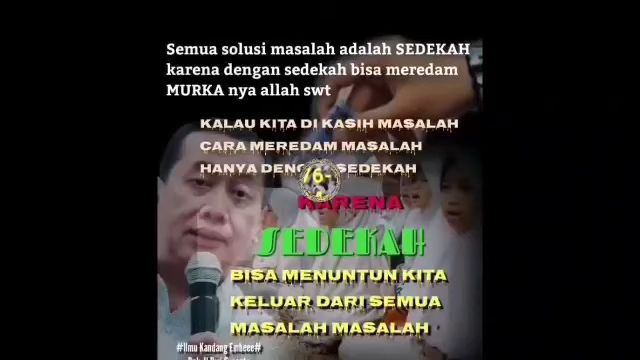 Semua solusi masalah adalah SEDEKAH
karena dengan sedekah bisa meredam
MURKA nya allah swt
KALAU KITA DI KASIH MASALAH
CARA MEREDAM MASALAH
HANYA SEDEKAH
KARENA
SEDEKAH
BISA MENUNTUN KITA
KELUAR DARI SEMUA
MASALAH MASALAH
#Ilmu Kandang Embeee#